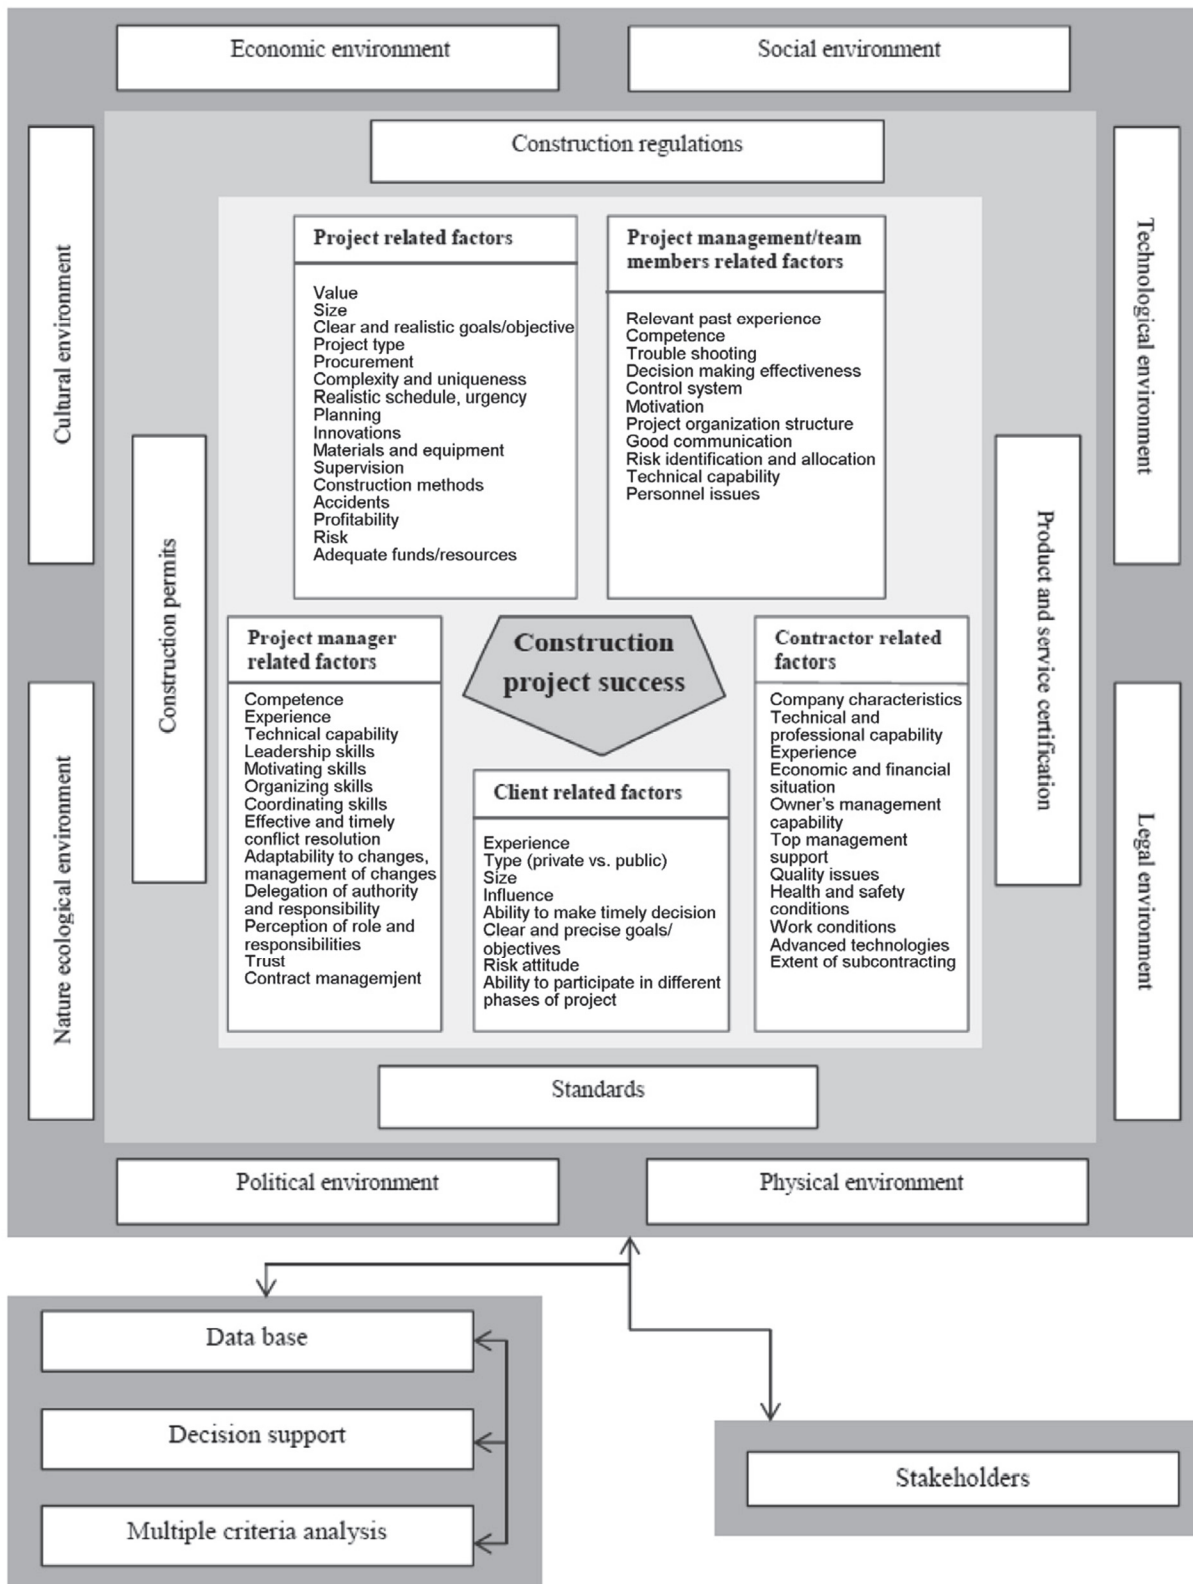 Economic environment
Social environment
Construction regulations
Cultural environment
Technological environment
Construction permits
Product and service certification
Nature ecological environment
Legal environment
Project related factors
Value
Size
Clear and realistic goals/objective
Project type
Procurement
Complexity and uniqueness
Realistic schedule, urgency
Planning
Innovations
Materials and equipment
Supervision
Construction methods
Accidents
Profitability
Risk
Adequate funds/resources
Project management/team
members related factors
Relevant past experience
Competence
Trouble shooting
Decision making effectiveness
Control system
Motivation
Project organization structure
Good communication
Risk identification and allocation
Technical capability
Personnel issues
Project manager
related factors
Competence
Experience
Technical capability
Leadership skills
Motivating skills
Organizing skills
Coordinating skills
Effective and timely
conflict resolution
Adaptability to changes,
management of changes
Delegation of authority
and responsibility
Perception of role and
responsibilities
Trust
Contract managemjent
Construction
project success
Client related factors
Experience
Type (private vs. public)
Size
Influence
Ability to make timely decision
Clear and precise goals/
objectives
Risk attitude
Ability to participate in different
phases of project
Contractor related
factors
Company characteristics
Technical and
professional capability
Experience
Economic and financial
situation
Owner's management
capability
Top management
support
Quality issues
Health and safety
conditions
Work conditions
Advanced technologies
Extent of subcontracting
Standards
Political environment
Physical environment
Data base
Decision support
Multiple criteria analysis
Stakeholders